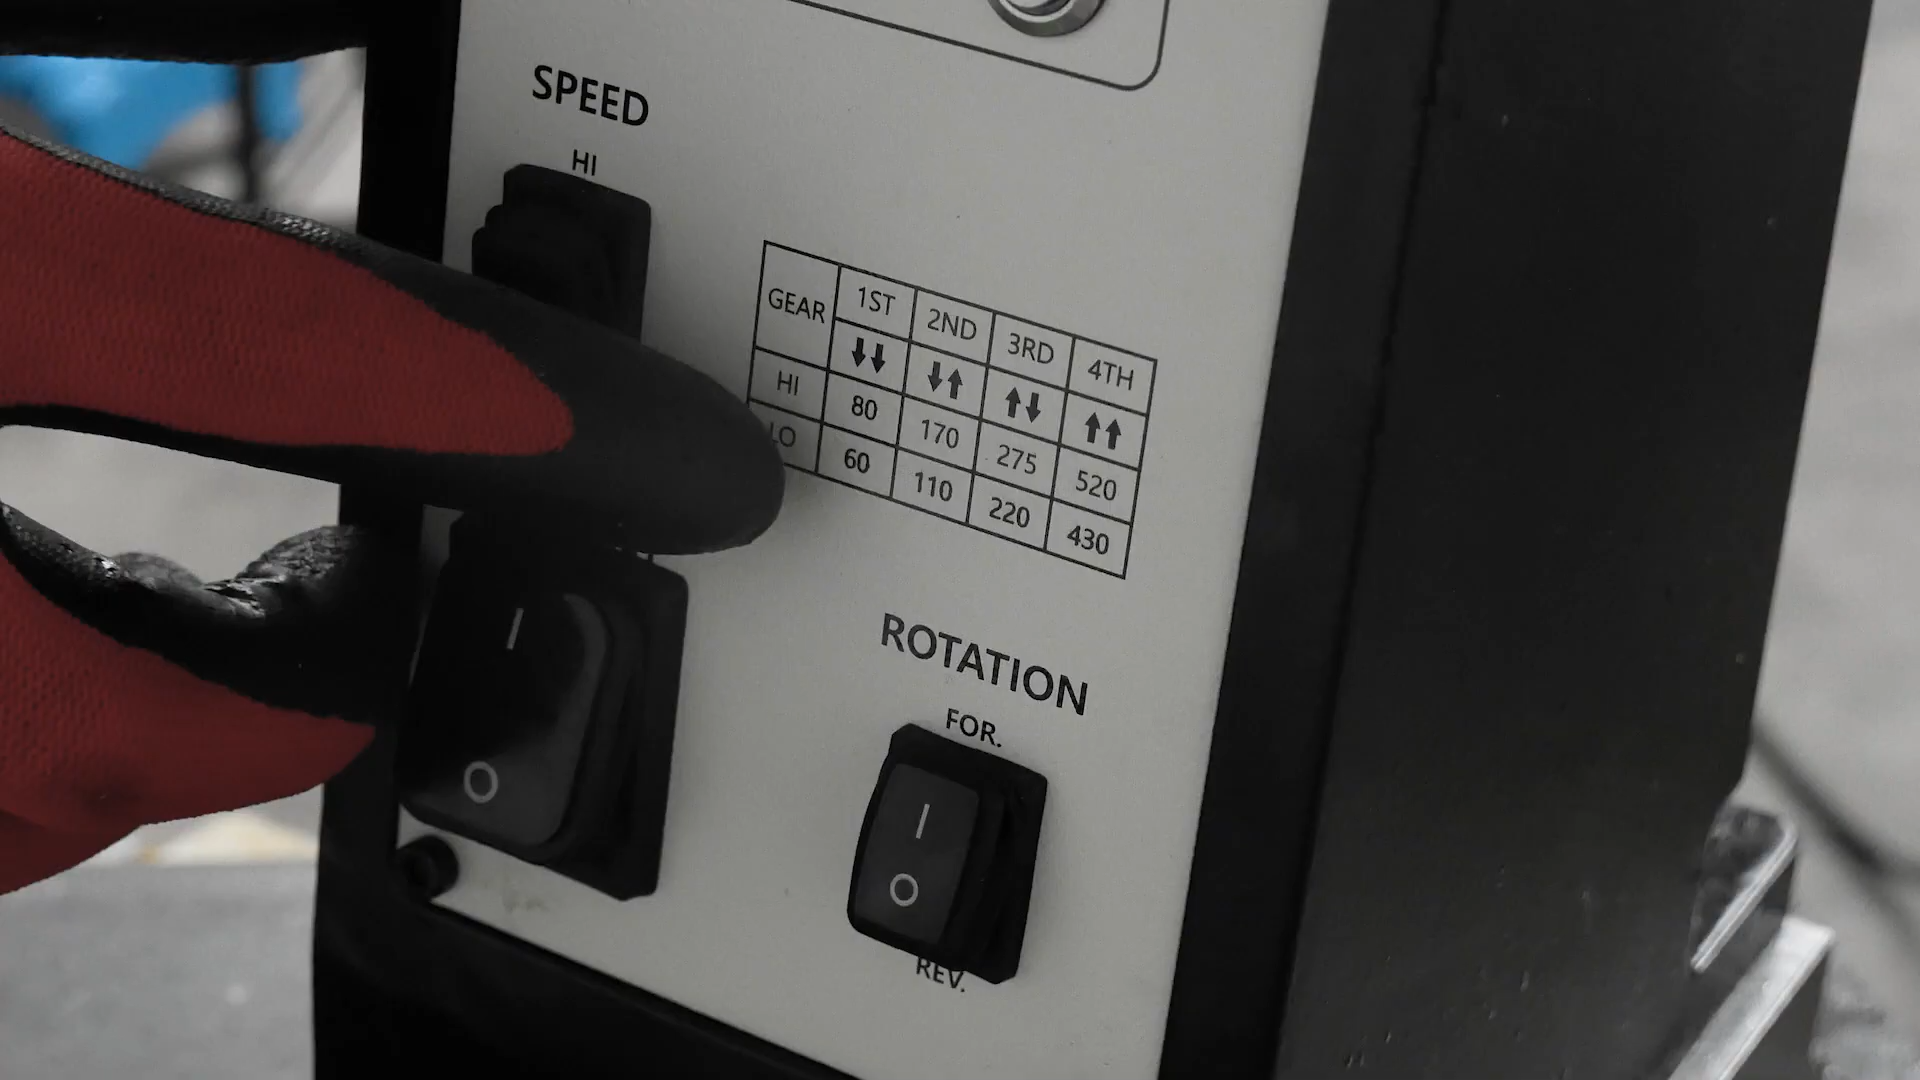 SPEED
HI
GEAR 1ST 2ND 3RD 4TH
↓↓ ↓↑ ↑↓ ↑↑
HI 80 170 275 520
LO 60 110 220 430
I
O
ROTATION
FOR.
I
O
REV.